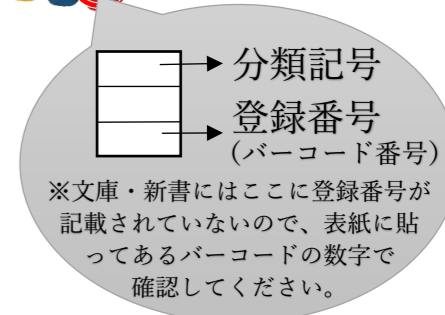 分類記号
登録番号
(バーコード番号)
※文庫・新書にはここに登録番号が
記載されていないので、表紙に貼
ってあるバーコードの数字で
確認してください。